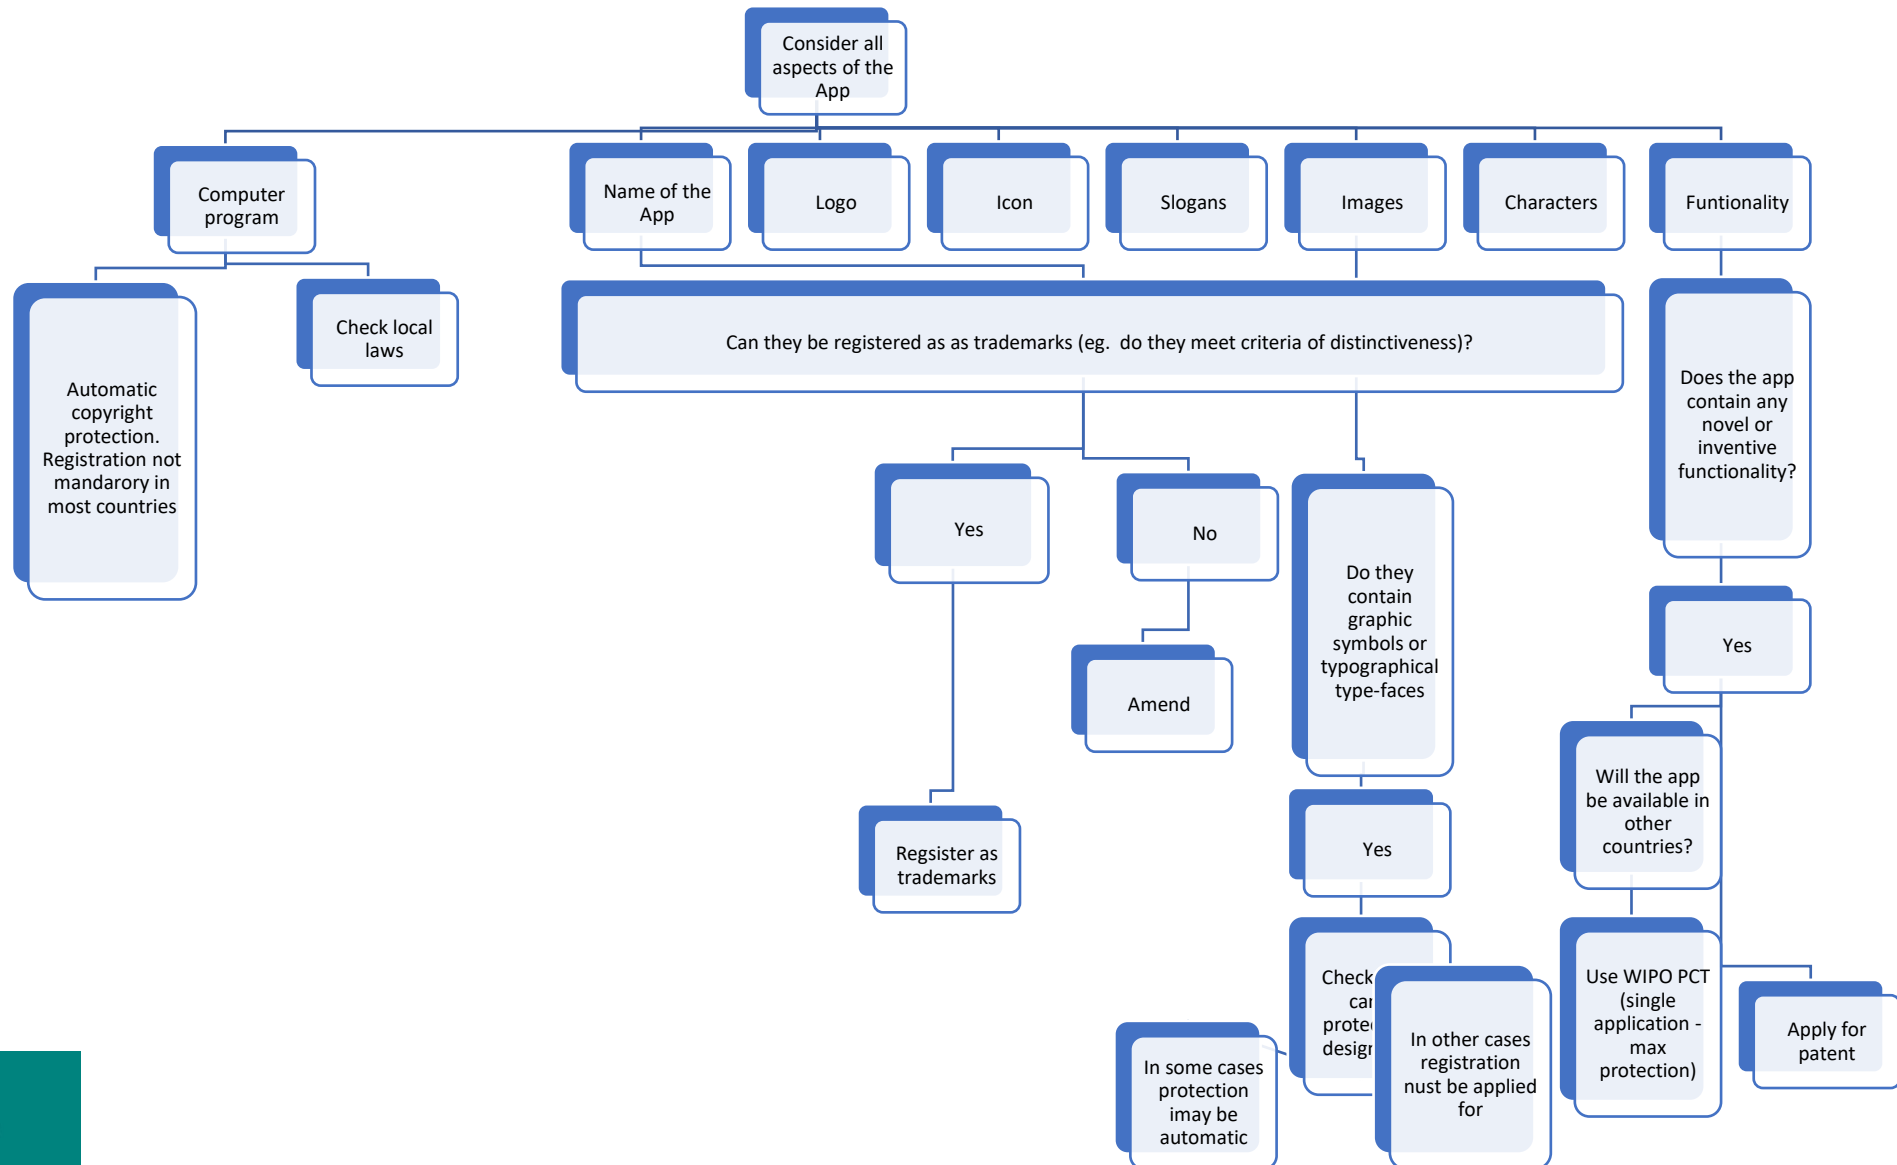 Consider all
aspects of the
App
Computer
program
Name of the
App
Logo
Icon
Slogans
Images
Characters
Funtionality
Automatic
copyright
protection.
Registration not
mandarory in
most countries
Check local
laws
Can they be registered as as trademarks (eg. do they meet criteria of distinctiveness)?
Does the app
contain any
novel or
inventive
functionality?
Yes
No
Do they
contain
graphic
symbols or
typographical
type-faces
Yes
Amend
Will the app
be available in
other
countries?
Regsister as
trademarks
Yes
Check
Use WIPO PCT
(single
application -
max
protection)
Apply for
patent
In some cases
protection
imay be
automatic
In other cases
registration
nust be applied
for